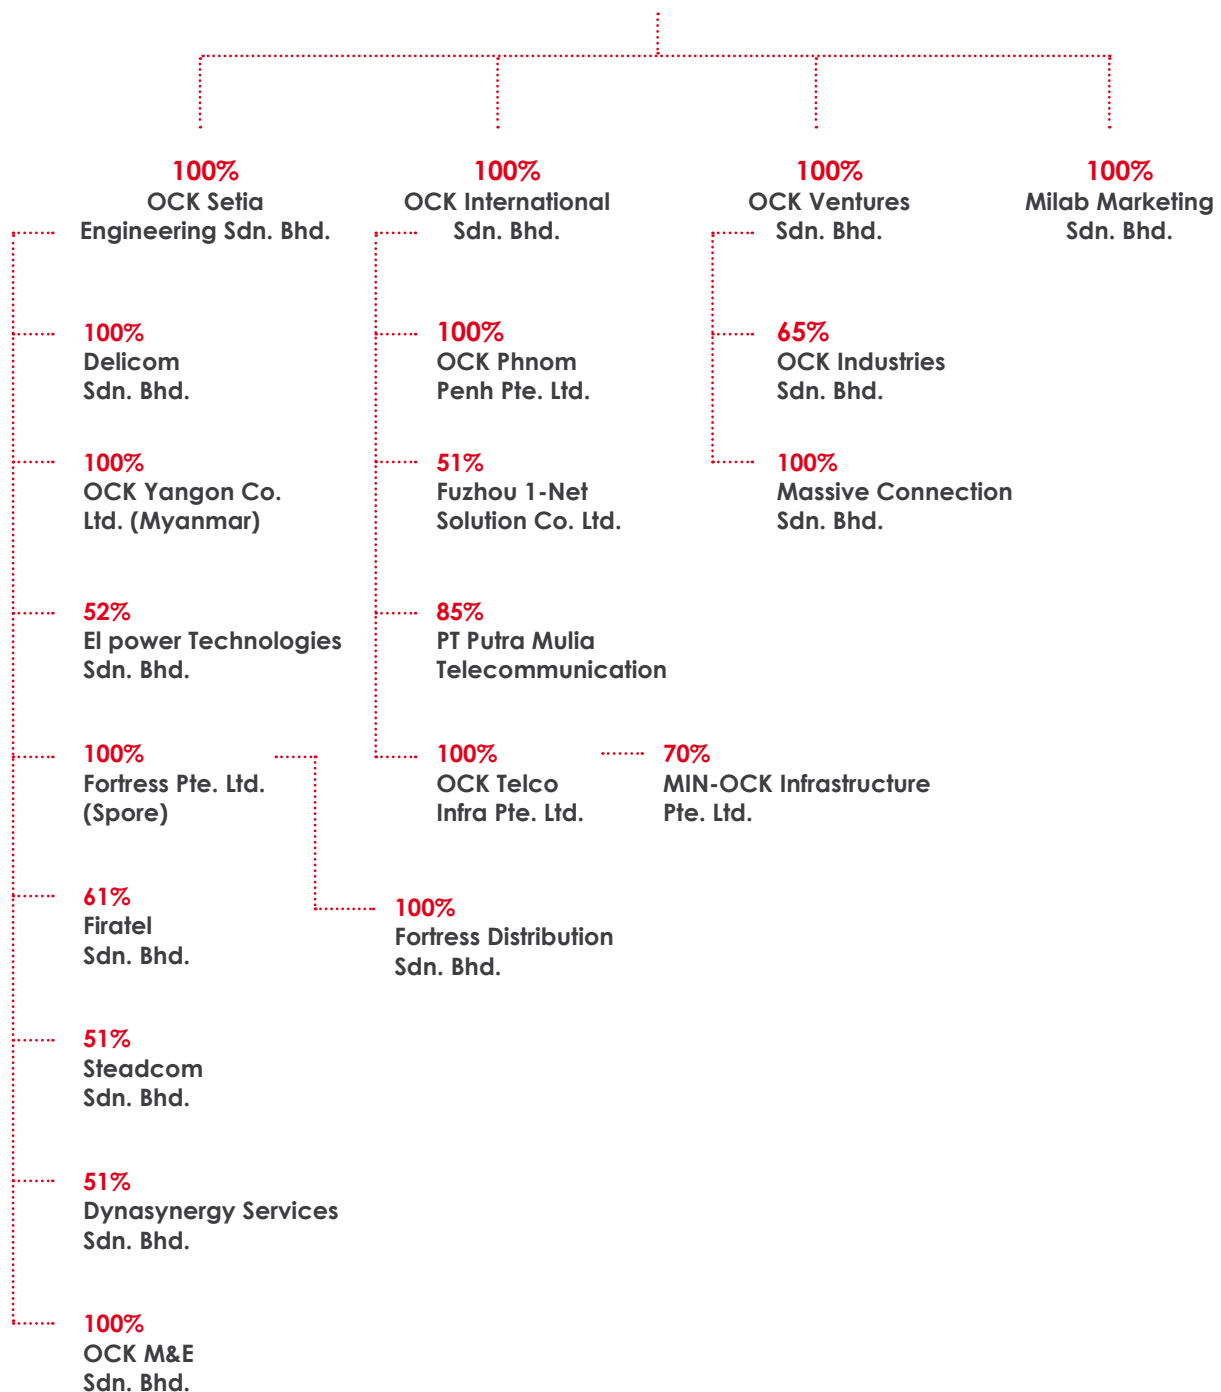 100%
OCK Setia
Engineering Sdn. Bhd.
100%
OCK International
Sdn. Bhd.
100%
OCK Ventures
Sdn. Bhd.
100%
Milab Marketing
Sdn. Bhd.
100%
Delicom
Sdn. Bhd.
100%
OCK Yangon Co.
Ltd. (Myanmar)
52%
EI power Technologies
Sdn. Bhd.
100%
Fortress Pte. Ltd.
(Spore)
100%
Fortress Distribution
Sdn. Bhd.
61%
Firatel
Sdn. Bhd.
51%
Steadcom
Sdn. Bhd.
51%
Dynasynergy Services
Sdn. Bhd.
100%
OCK M&E
Sdn. Bhd.
100%
OCK Phnom
Penh Pte. Ltd.
51%
Fuzhou 1-Net
Solution Co. Ltd.
85%
PT Putra Mulia
Telecommunication
100%
OCK Telco
Infra Pte. Ltd.
70%
MIN-OCK Infrastructure
Pte. Ltd.
65%
OCK Industries
Sdn. Bhd.
100%
Massive Connection
Sdn. Bhd.